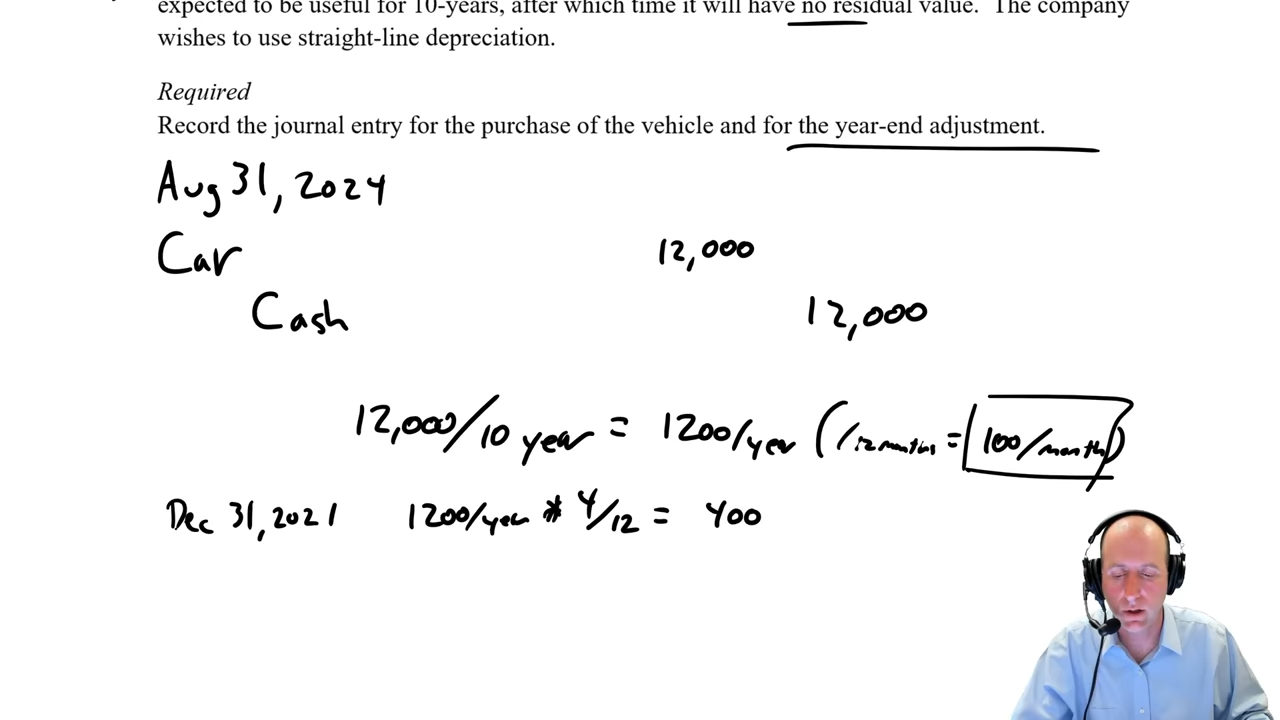 expected to be useful for 10-years, after which time it will have no residual value. The company
wishes to use straight-line depreciation.
Required
Record the journal entry for the purchase of the vehicle and for the year-end adjustment.
Aug 31, 2024
Car 12,000
Cash 12,000
12,000/10 year = 1200/year (/12 months = 100/month)
Dec 31, 2021 1200/year * 4/12 = 400